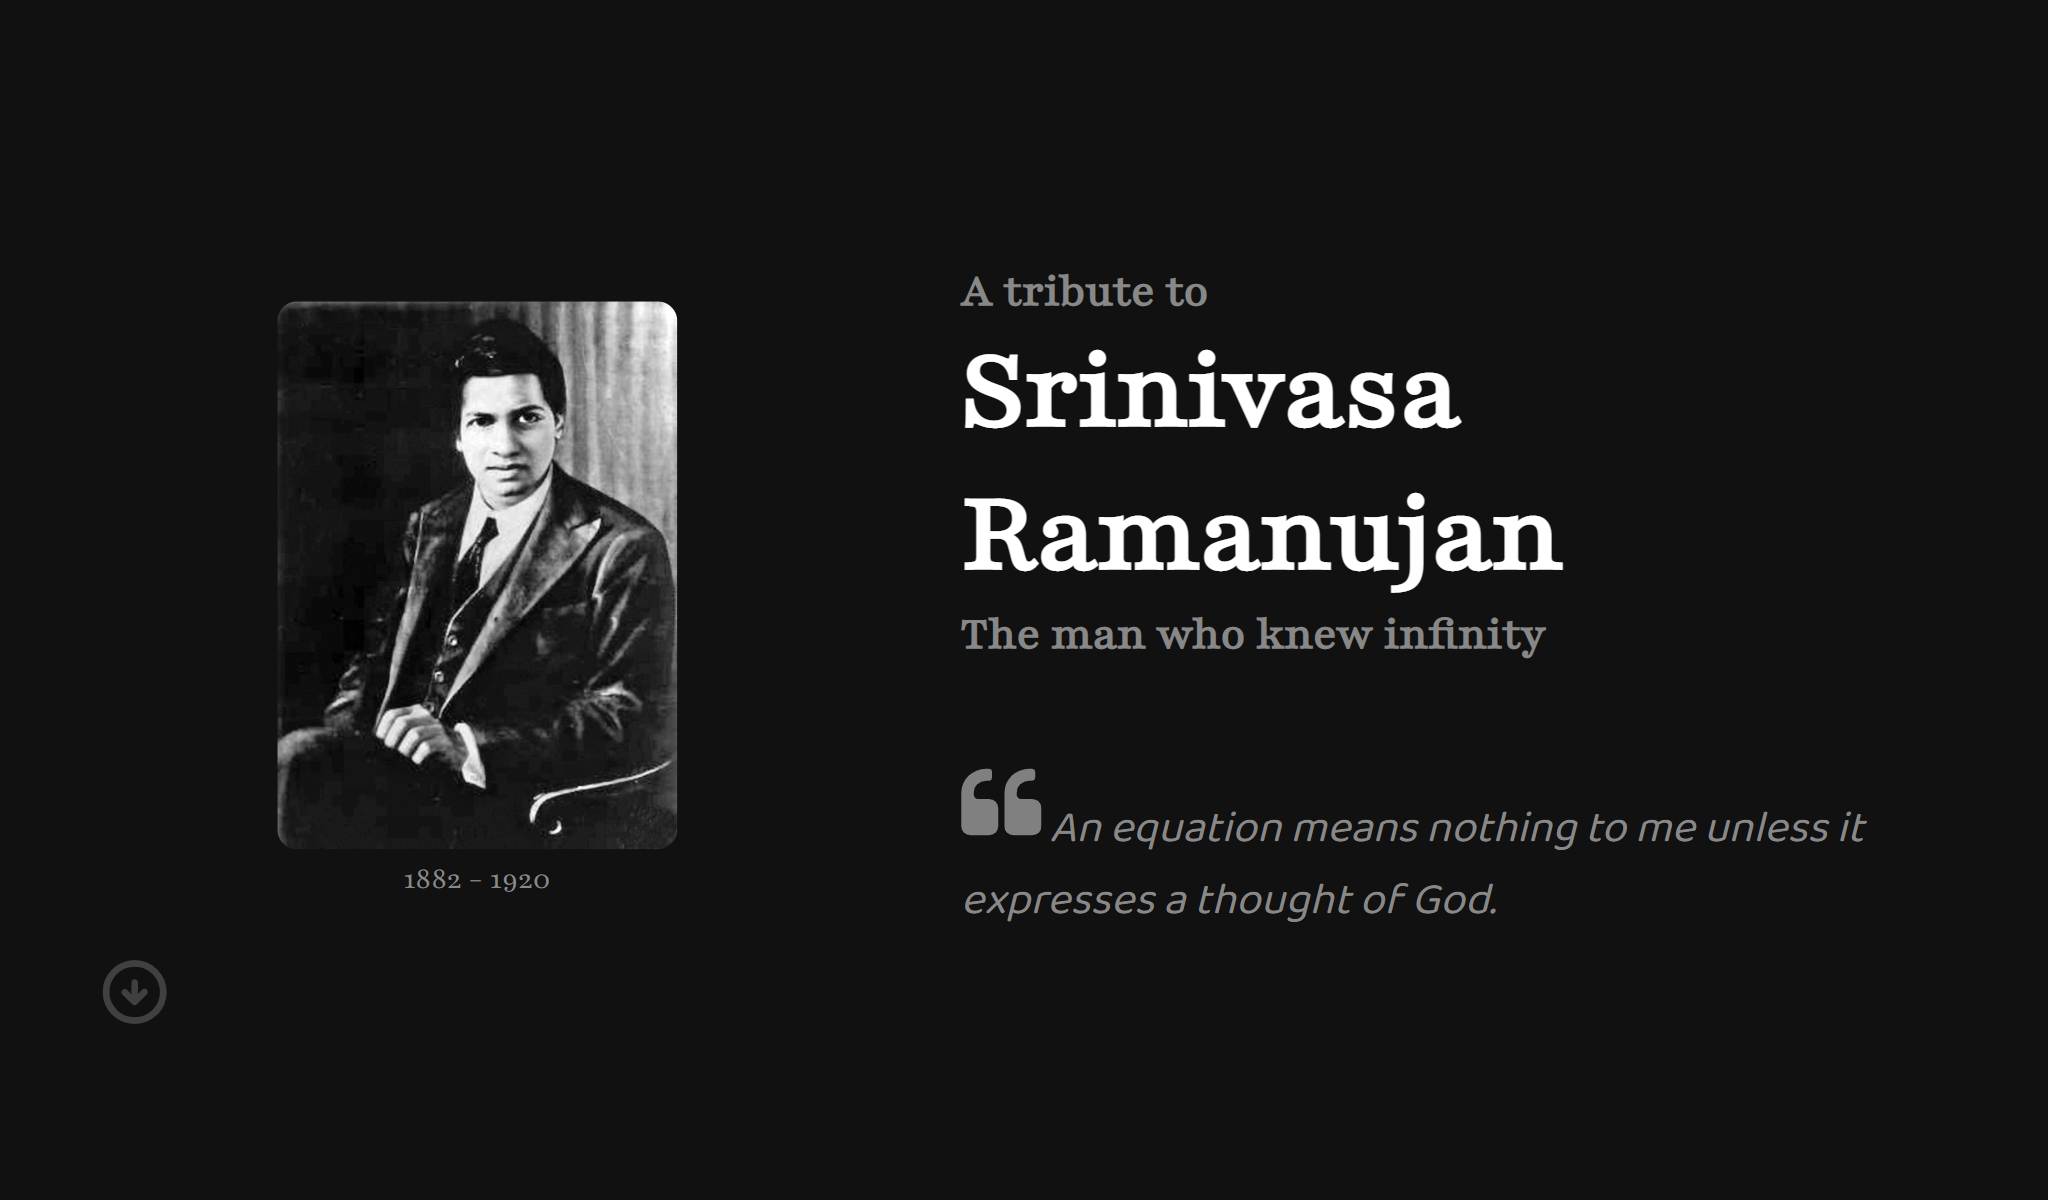 A tribute to
Srinivasa
Ramanujan
The man who knew infinity
1882 – 1920
“ An equation means nothing to me unless it
expresses a thought of God.